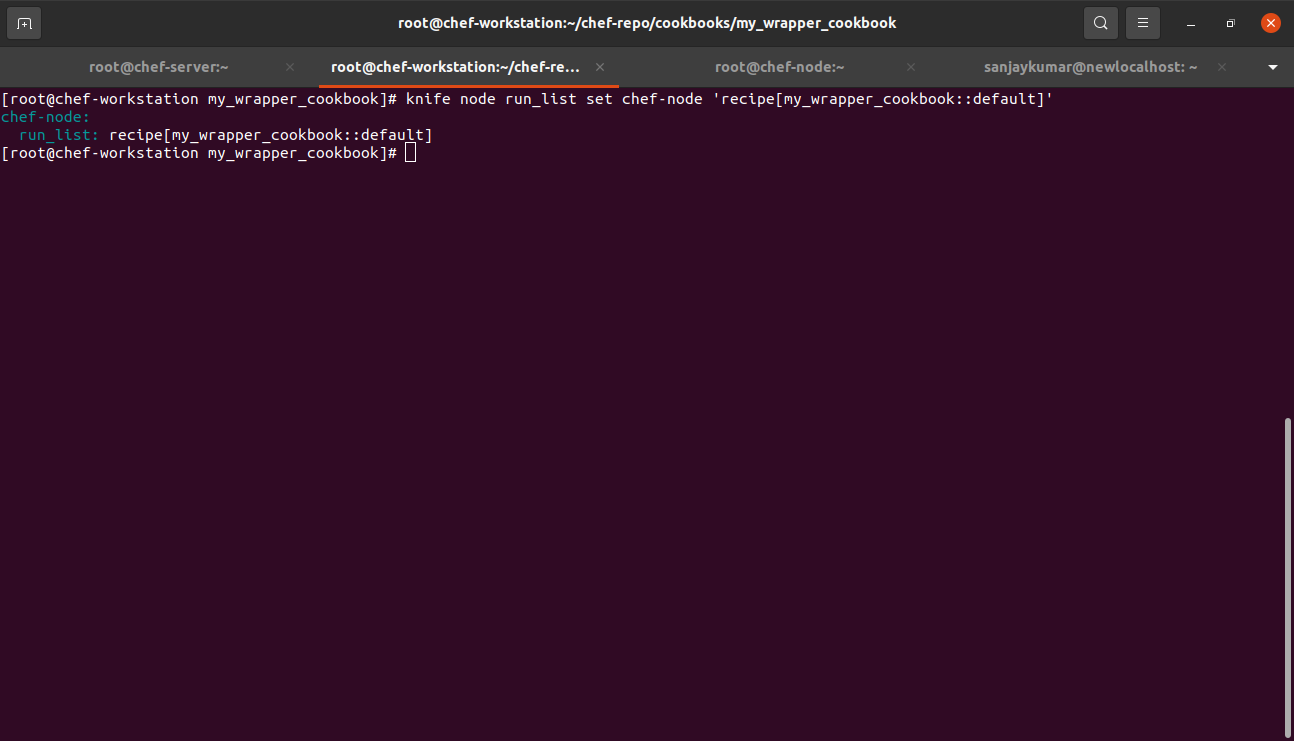 root@chef-workstation:~/chef-repo/cookbooks/my_wrapper_cookbook
root@chef-server:~
root@chef-workstation:~/chef-re...
root@chef-node:~
sanjaykumar@newlocalhost: ~
[root@chef-workstation my_wrapper_cookbook]# knife node run_list set chef-node 'recipe[my_wrapper_cookbook::default]'
chef-node:
  run_list: recipe[my_wrapper_cookbook::default]
[root@chef-workstation my_wrapper_cookbook]#